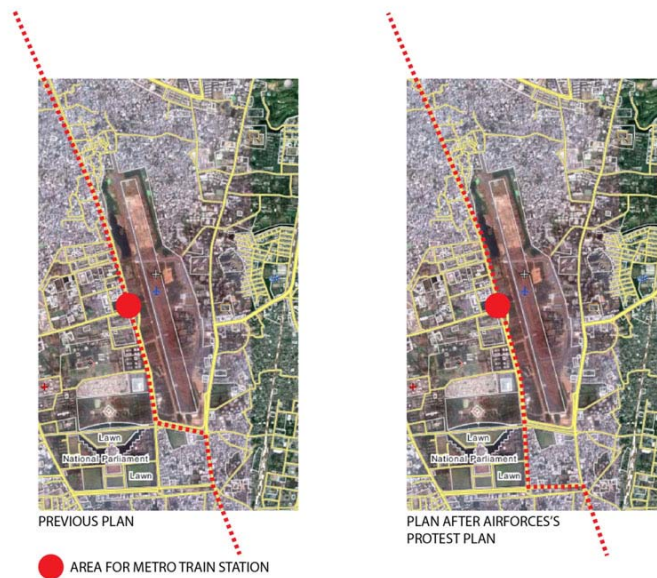 Lawn
National Parliament
Lawn
Lawn
National Parliament
Lawn
PREVIOUS PLAN
PLAN AFTER AIRFORCES'S
PROTEST PLAN
AREA FOR METRO TRAIN STATION